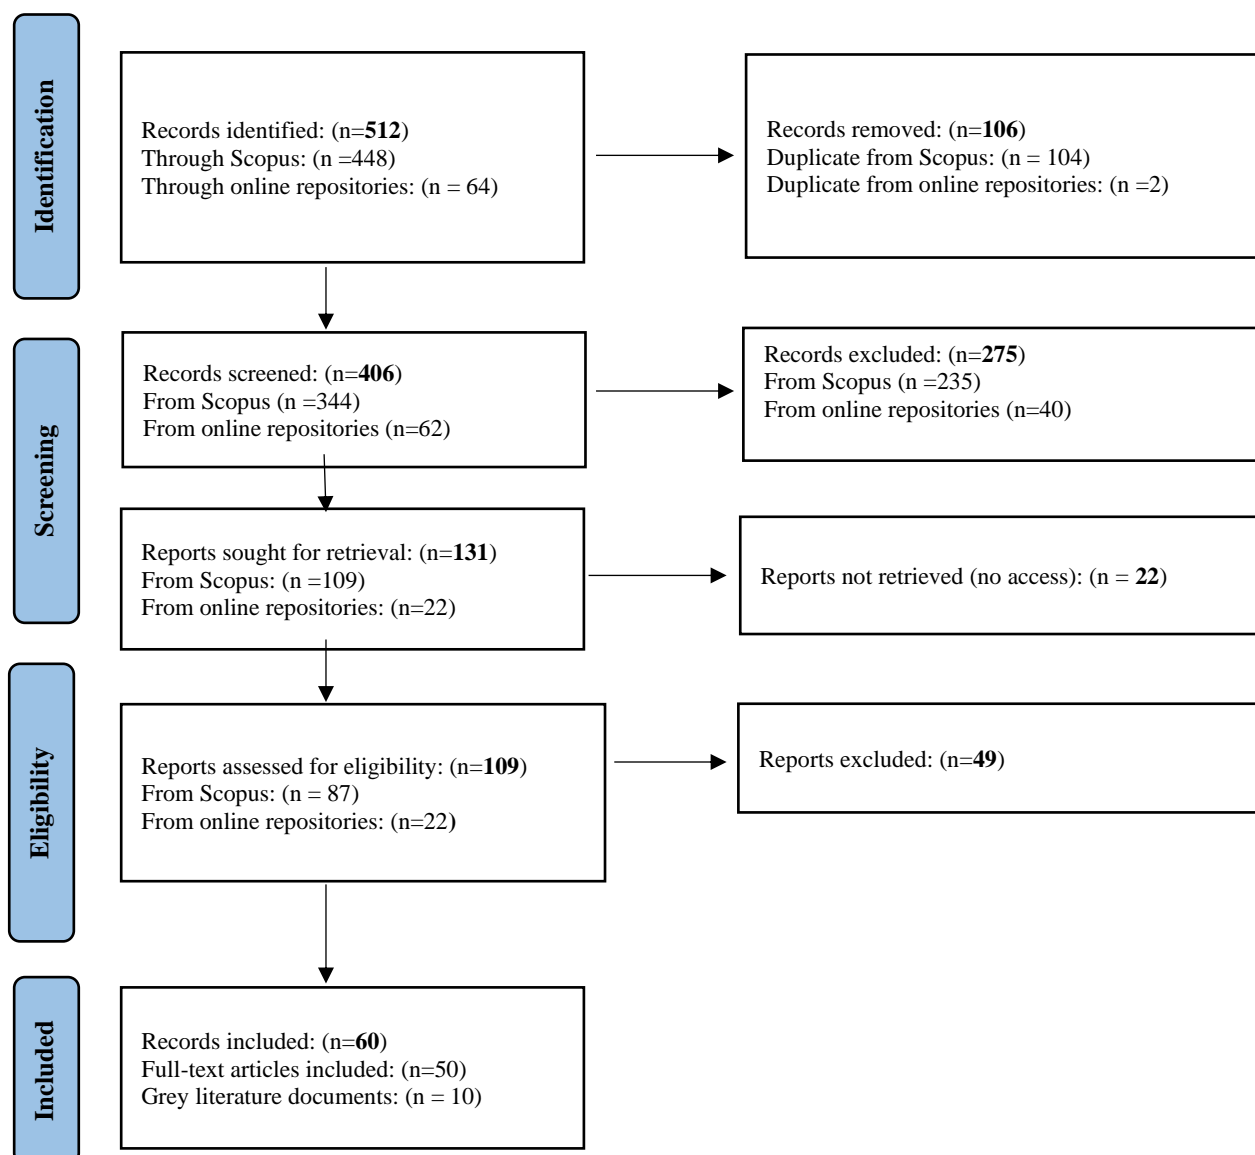 Identification
Records identified: (n=512)
Through Scopus: (n =448)
Through online repositories: (n = 64)
Records removed: (n=106)
Duplicate from Scopus: (n = 104)
Duplicate from online repositories: (n =2)
Screening
Records screened: (n=406)
From Scopus (n =344)
From online repositories (n=62)
Records excluded: (n=275)
From Scopus (n =235)
From online repositories (n=40)
Reports sought for retrieval: (n=131)
From Scopus: (n =109)
From online repositories: (n=22)
Reports not retrieved (no access): (n = 22)
Eligibility
Reports assessed for eligibility: (n=109)
From Scopus: (n = 87)
From online repositories: (n=22)
Reports excluded: (n=49)
Included
Records included: (n=60)
Full-text articles included: (n=50)
Grey literature documents: (n = 10)